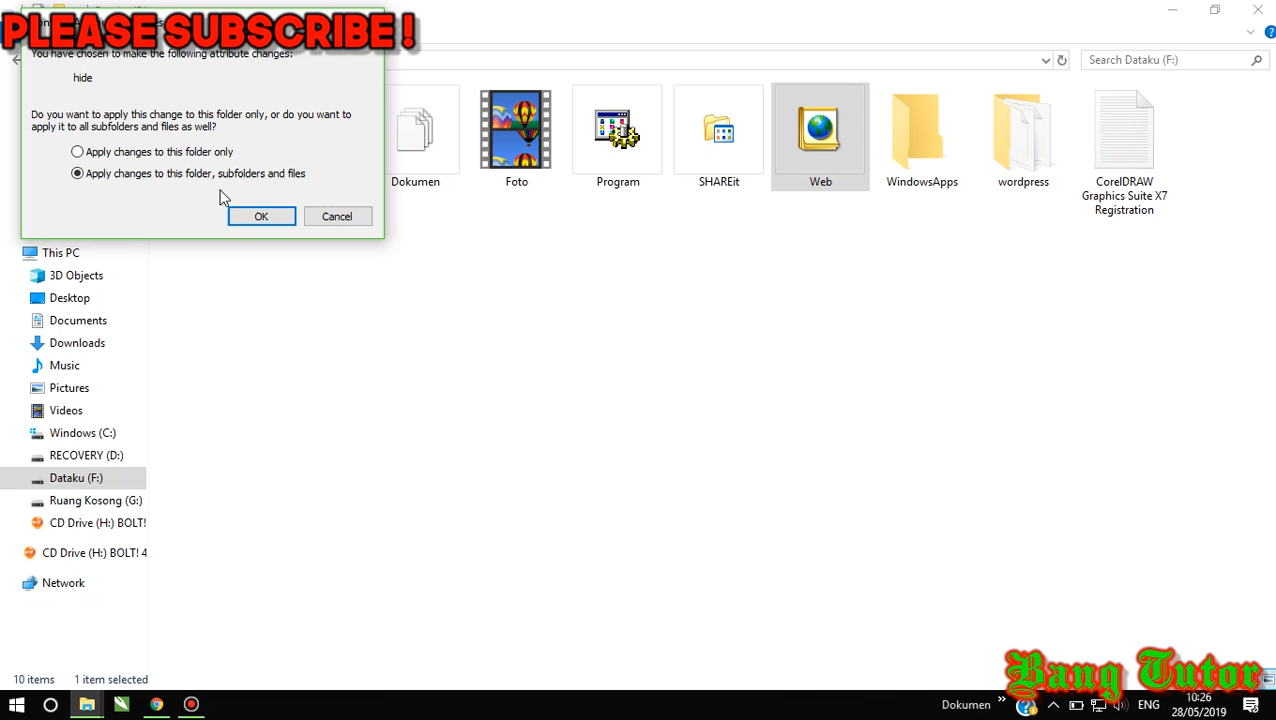 PLEASE SUBSCRIBE !
You have chosen to make the following attribute changes:
hide
Do you want to apply this change to this folder only, or do you want to
apply it to all subfolders and files as well?
Apply changes to this folder only
Apply changes to this folder, subfolders and files
OK
Cancel
Search Dataku (F:)
Dokumen
Foto
Program
SHAREit
Web
WindowsApps
wordpress
CorelDRAW
Graphics Suite X7
Registration
This PC
3D Objects
Desktop
Documents
Downloads
Music
Pictures
Videos
Windows (C:)
RECOVERY (D:)
Dataku (F:)
Ruang Kosong (G:)
CD Drive (H:) BOLT!
CD Drive (H:) BOLT! 4
Network
10 items
1 item selected
Bang Tutor
Dokumen
ENG
10:26
28/05/2019